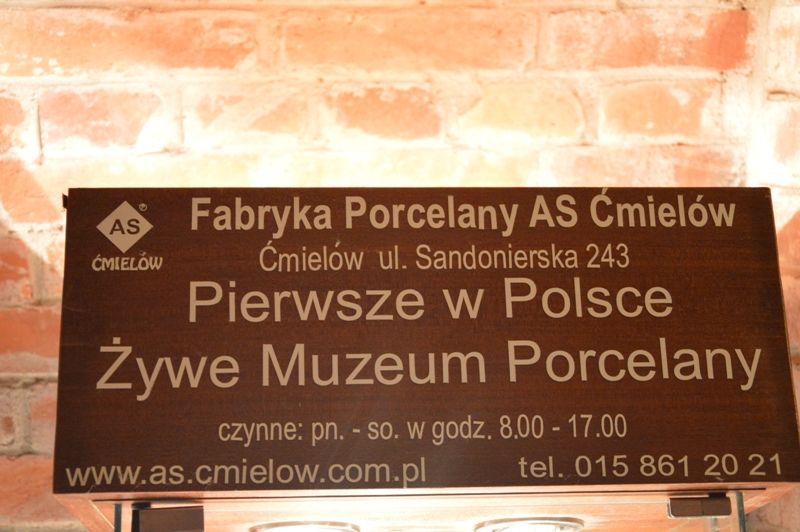 AS ®
ĆMIELÓW
Fabryka Porcelany AS Ćmielów
Ćmielów ul. Sandonierska 243
Pierwsze w Polsce
Żywe Muzeum Porcelany
czynne: pn. - so. w godz. 8.00 - 17.00
www.as.cmielow.com.pl tel. 015 861 20 21